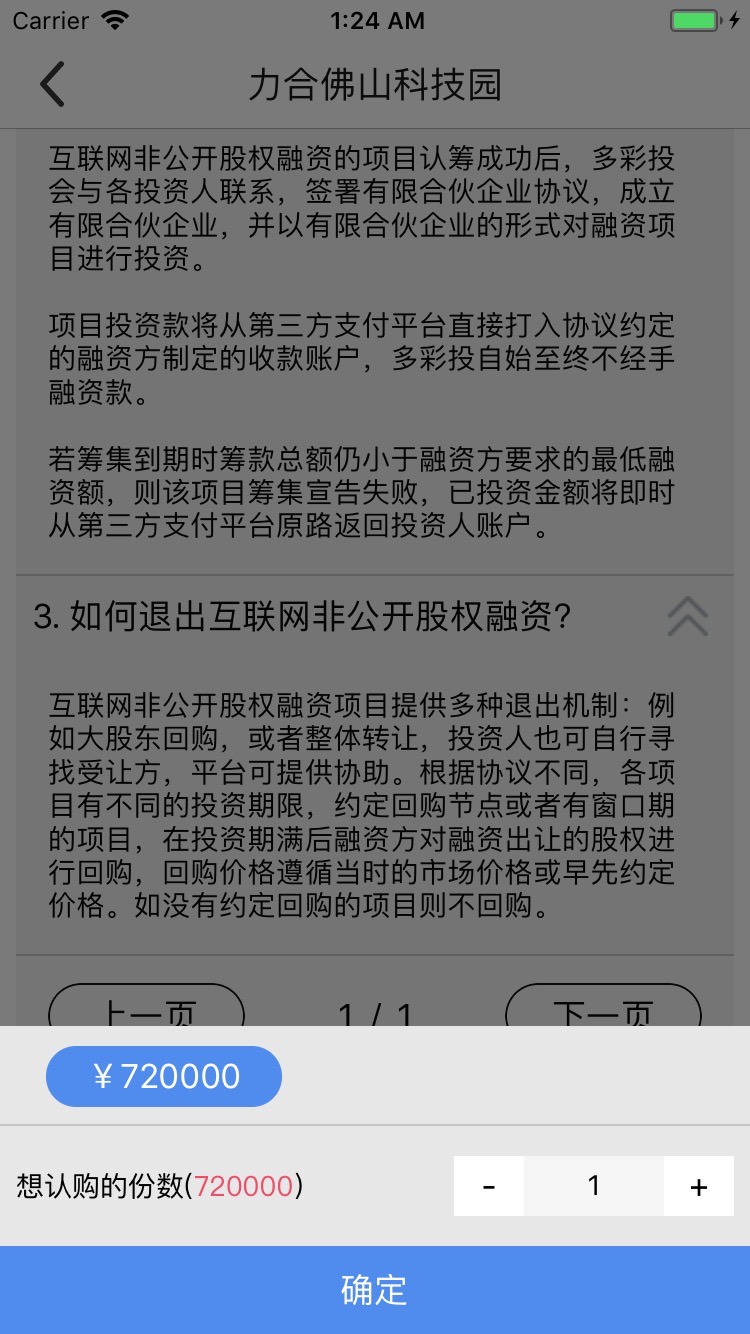 Carrier
1:24 AM
力合佛山科技园
互联网非公开股权融资的项目认筹成功后，多彩投
会与各投资人联系，签署有限合伙企业协议，成立
有限合伙企业，并以有限合伙企业的形式对融资项
目进行投资。
项目投资款将从第三方支付平台直接打入协议约定
的融资方制定的收款账户，多彩投自始至终不经手
融资款。
若筹集到期时筹款总额仍小于融资方要求的最低融
资额，则该项目筹集宣告失败，已投资金额将即时
从第三方支付平台原路返回投资人账户。
3. 如何退出互联网非公开股权融资？
互联网非公开股权融资项目提供多种退出机制：例
如大股东回购，或者整体转让，投资人也可自行寻
找受让方，平台可提供协助。根据协议不同，各项
目有不同的投资期限，约定回购节点或者有窗口期
的项目，在投资期满后融资方对融资出让的股权进
行回购，回购价格遵循当时的市场价格或早先约定
价格。如没有约定回购的项目则不回购。
上一页 1 / 1 下一页
¥720000
想认购的份数(720000) - 1 +
确定